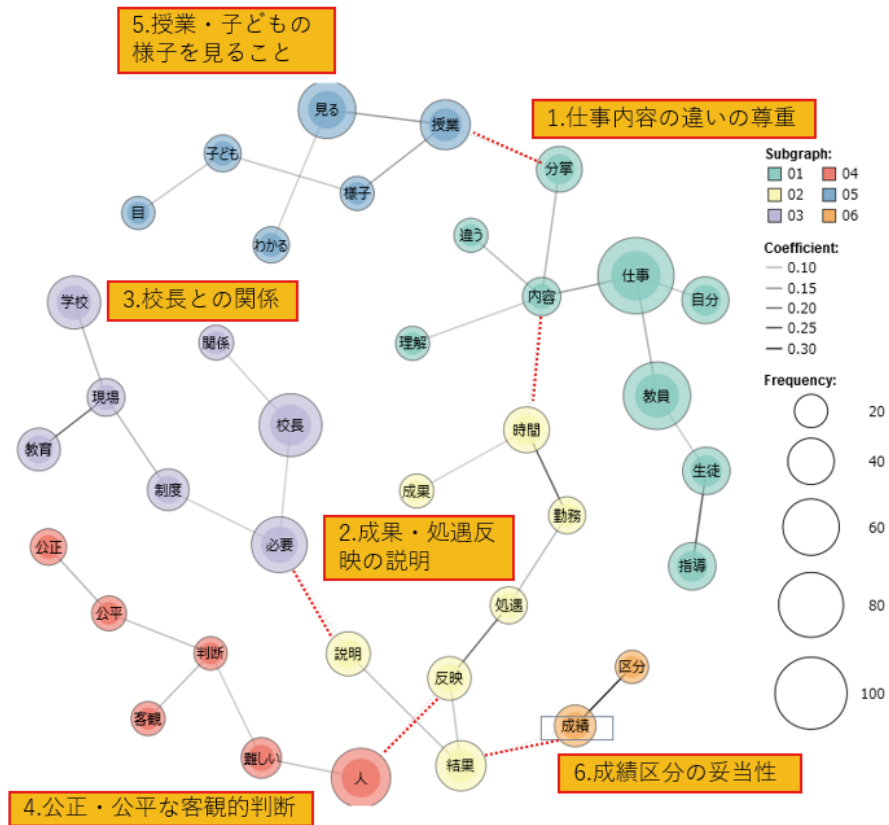 5.授業・子どもの
様子を見ること
見る
授業
1.仕事内容の違いの尊重
子ども
分掌
様子
目
わかる
違う
仕事
内容
自分
理解
学校
3.校長との関係
関係
現場
校長
教員
教育
時間
生徒
制度
成果
勤務
必要
2.成果・処遇反
映の説明
指導
公正
公平
処遇
判断
説明
反映
区分
客観
成績
難しい
人
結果
6.成績区分の妥当性
4.公正・公平な客観的判断
Subgraph:
01 04
02 05
03 06
Coefficient:
0.10
0.15
0.20
0.25
0.30
Frequency:
20
40
60
80
100